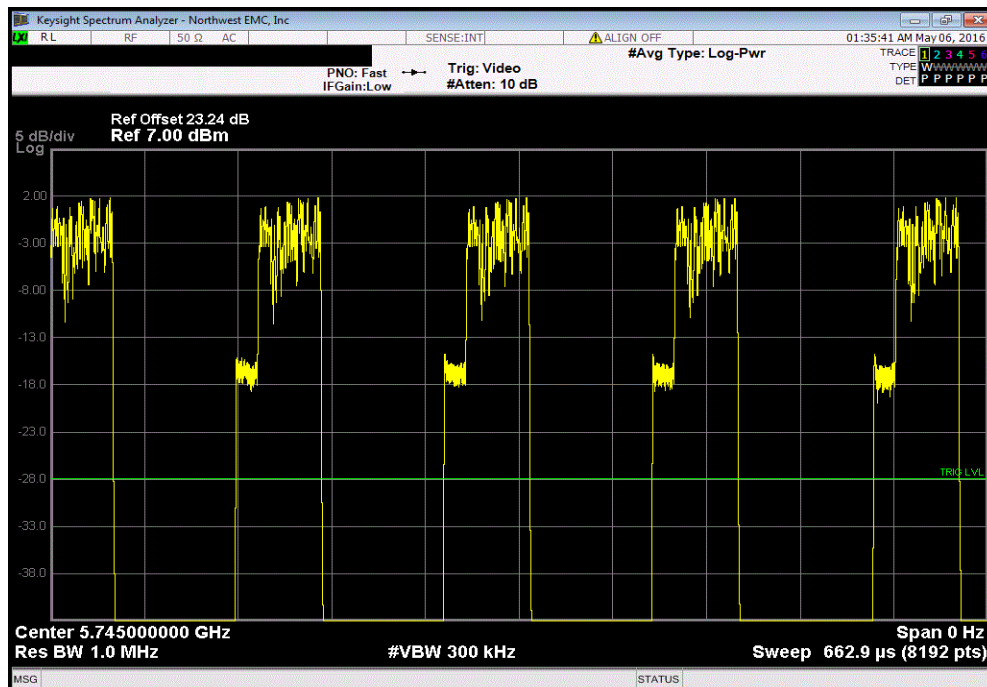 Keysight Spectrum Analyzer - Northwest EMC, Inc
LXI RL RF 50 Ω AC SENSE:INT ALIGN OFF 01:35:41 AM May 06, 2016
#Avg Type: Log-Pwr
TRACE 1 2 3 4 5 6
PNO: Fast Trig: Video
TYPE WWWWWW
IFGain:Low #Atten: 10 dB
DET P P P P P P
Ref Offset 23.24 dB
5 dB/div Ref 7.00 dBm
Log
2.00
-3.00
-8.00
-13.0
-18.0
TRIG LVL
-28.0
-33.0
-38.0
Center 5.745000000 GHz Span 0 Hz
Res BW 1.0 MHz #VBW 300 kHz Sweep 662.9 µs (8192 pts)
MSG STATUS